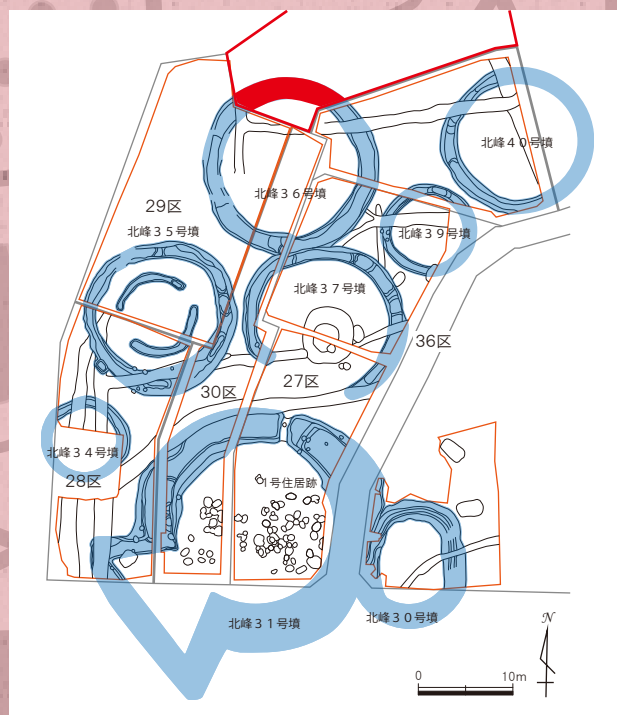 北峰４０号墳
北峰３６号墳
29区
北峰３５号墳
北峰３９号墳
北峰３７号墳
36区
30区
27区
北峰３４号墳
28区
1号住居跡
北峰３１号墳
北峰３０号墳
N
0 10m